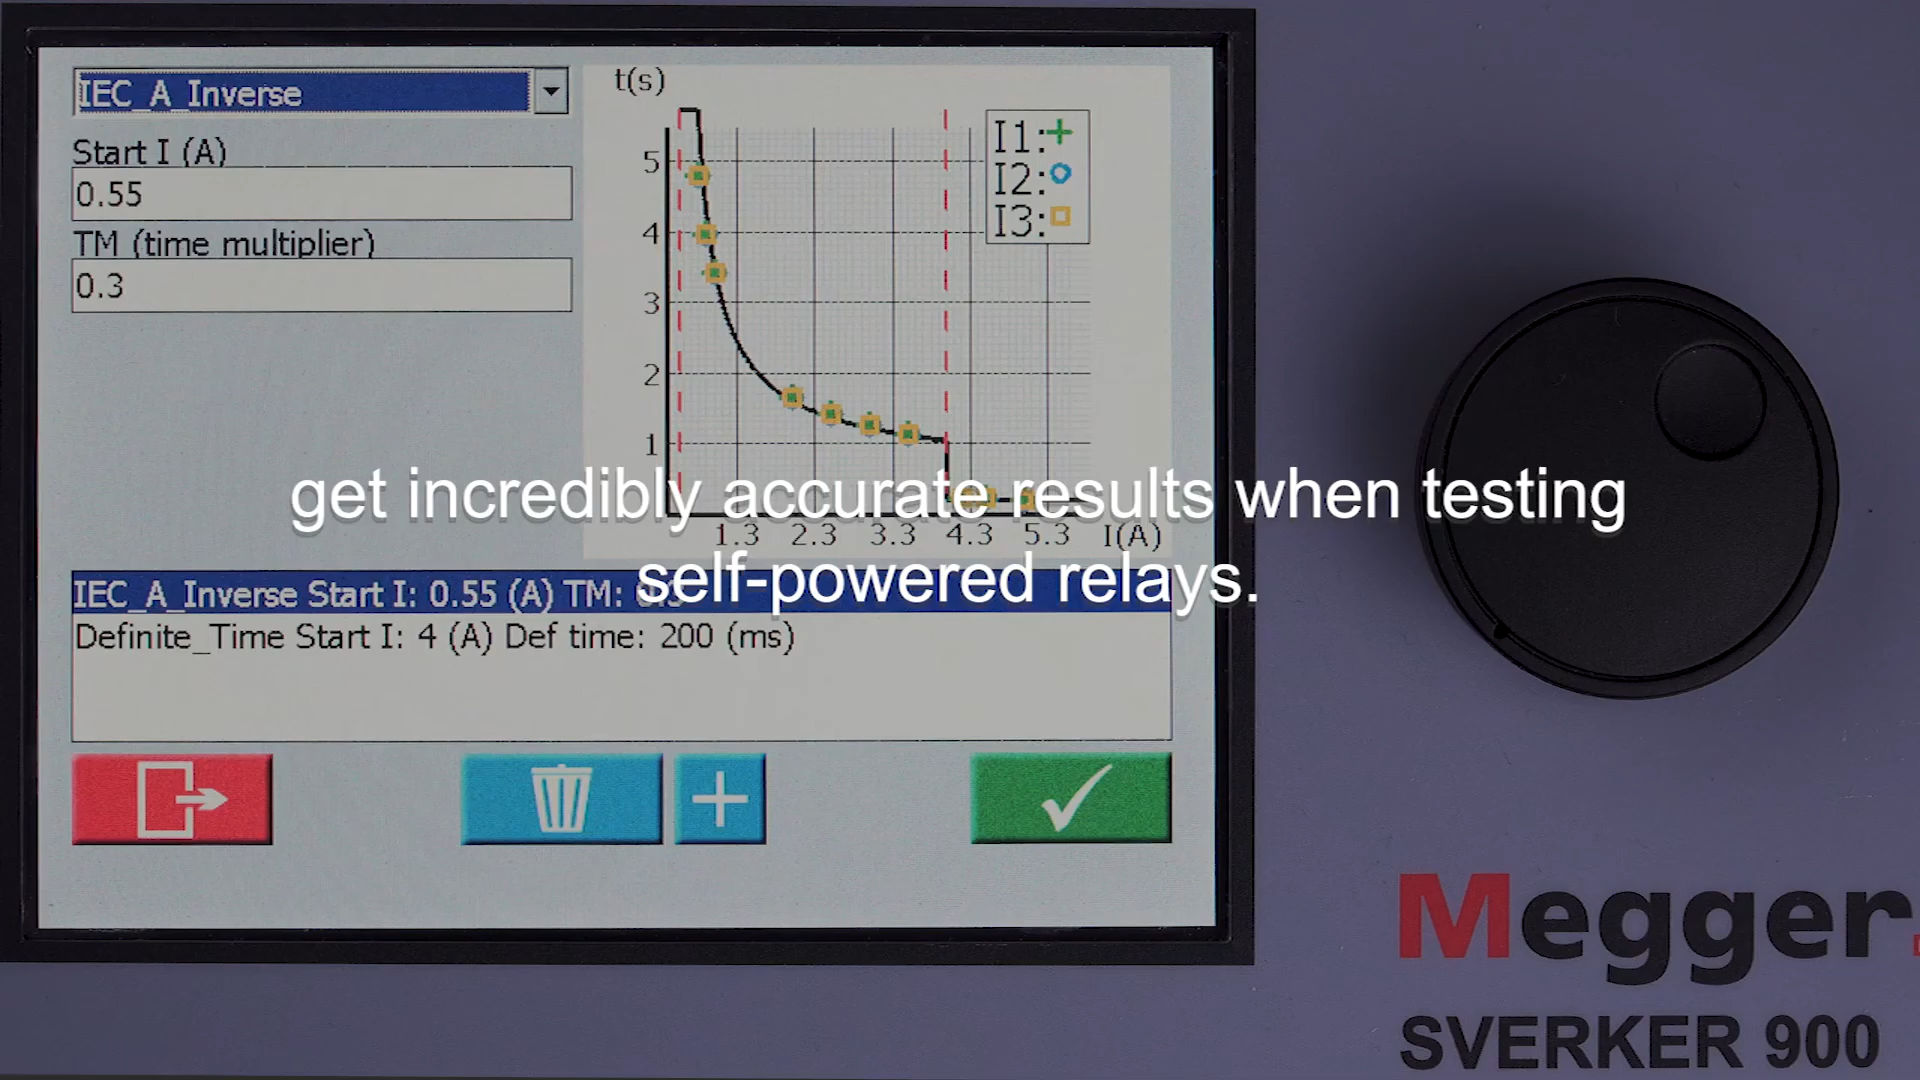 IEC_A_Inverse
Start I (A)
0.55
TM (time multiplier)
0.3
t(s)
5
4
3
2
1
I1:
I2:
I3:
1.3 2.3 3.3 4.3 5.3 I(A)
get incredibly accurate results when testing
self-powered relays.
IEC_A_Inverse Start I: 0.55 (A) TM: 0.3
Definite_Time Start I: 4 (A) Def time: 200 (ms)
Megger.
SVERKER 900